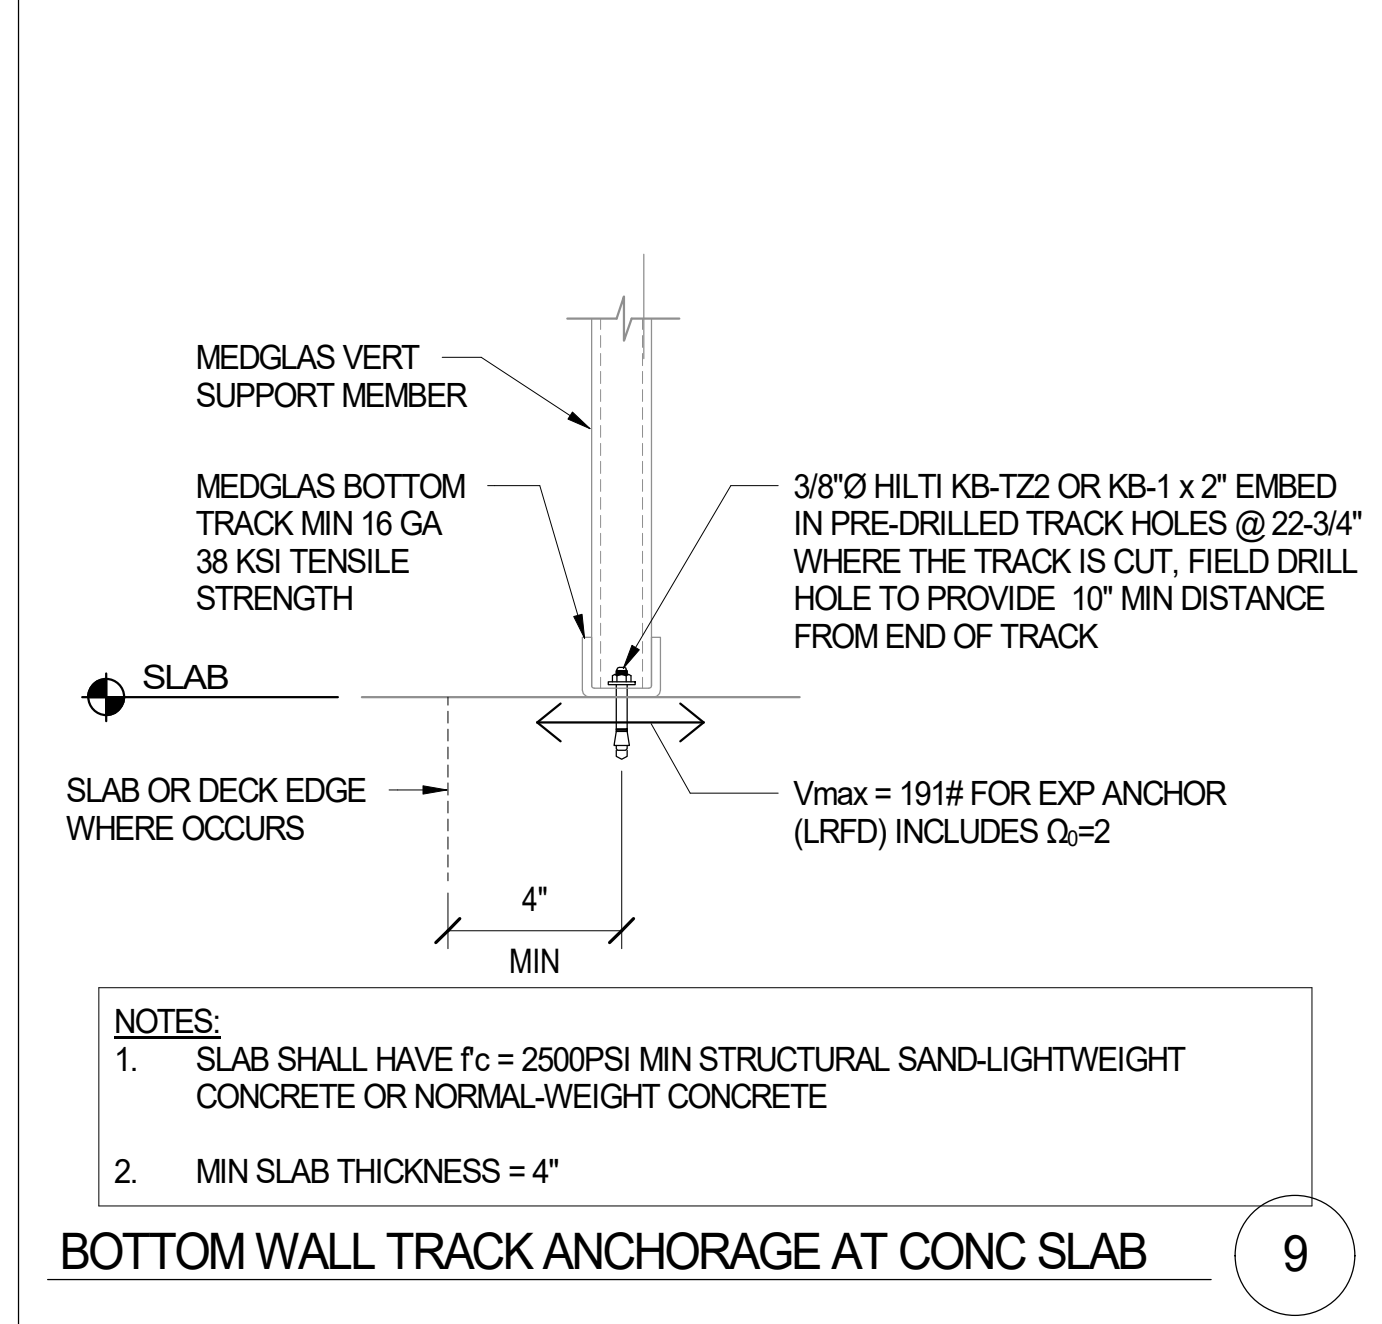 MEDGLAS VERT
SUPPORT MEMBER
MEDGLAS BOTTOM
TRACK MIN 16 GA
38 KSI TENSILE
STRENGTH
3/8"Ø HILTI KB-TZ2 OR KB-1 x 2" EMBED
IN PRE-DRILLED TRACK HOLES @ 22-3/4"
WHERE THE TRACK IS CUT, FIELD DRILL
HOLE TO PROVIDE 10" MIN DISTANCE
FROM END OF TRACK
SLAB
SLAB OR DECK EDGE
WHERE OCCURS
Vmax = 191# FOR EXP ANCHOR
(LRFD) INCLUDES Ω₀=2
4"
MIN
NOTES:
1. SLAB SHALL HAVE f'c = 2500PSI MIN STRUCTURAL SAND-LIGHTWEIGHT
CONCRETE OR NORMAL-WEIGHT CONCRETE
2. MIN SLAB THICKNESS = 4"
BOTTOM WALL TRACK ANCHORAGE AT CONC SLAB
9